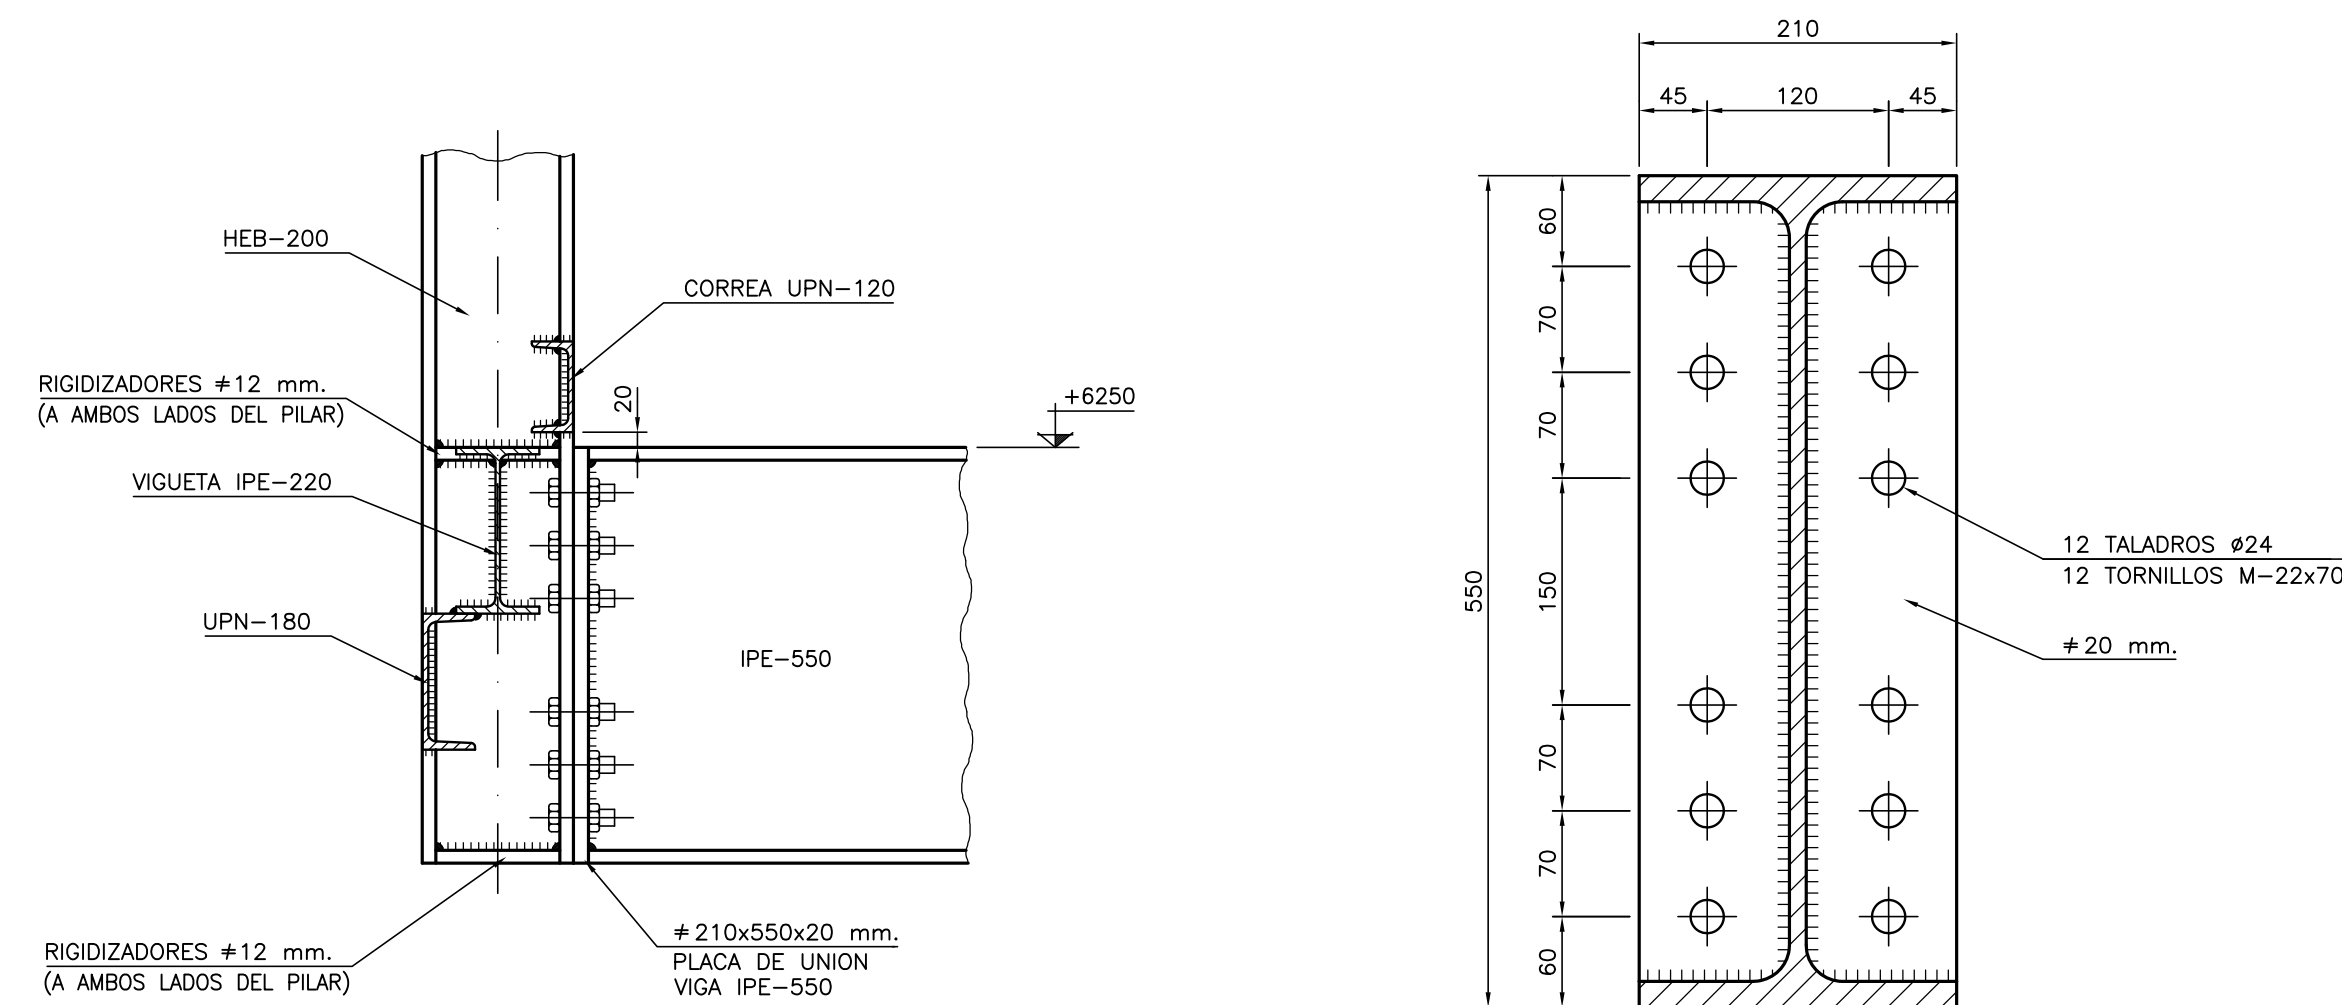 HEB-200
CORREA UPN-120
RIGIDIZADORES ≠12 mm.
(A AMBOS LADOS DEL PILAR)
20
+6250
VIGUETA IPE-220
UPN-180
IPE-550
RIGIDIZADORES ≠12 mm.
(A AMBOS LADOS DEL PILAR)
≠210x550x20 mm.
PLACA DE UNION
VIGA IPE-550
210
45 120 45
60
70
70
150
70
70
60
550
12 TALADROS ø24
12 TORNILLOS M-22x70
≠20 mm.